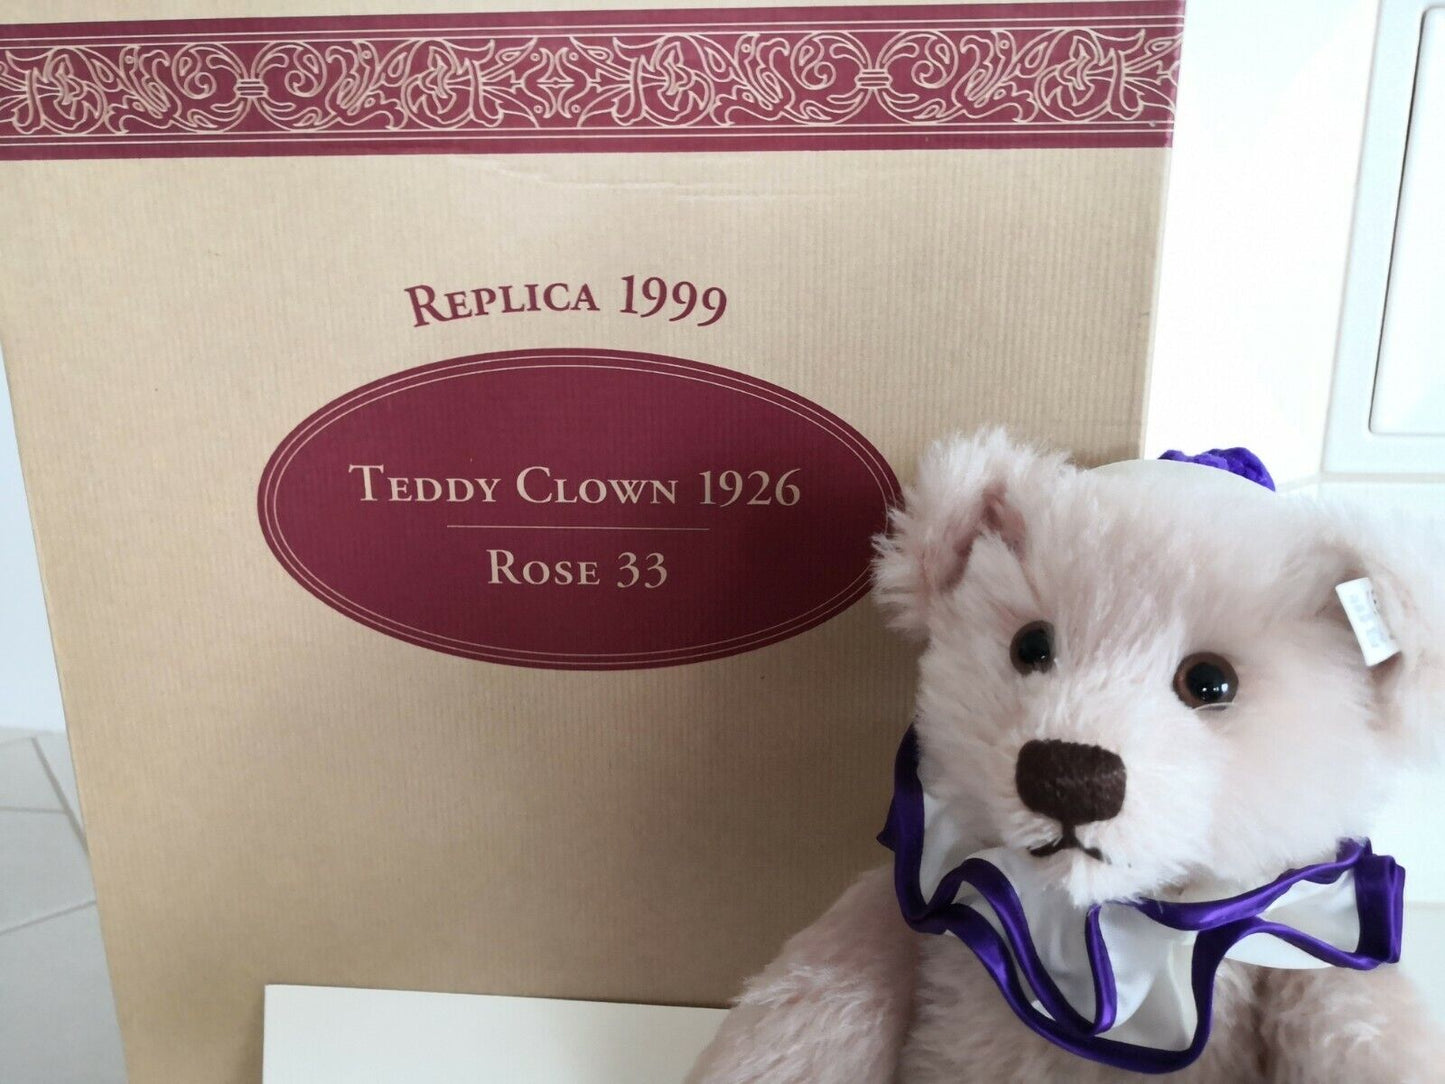 REPLICA 1999
TEDDY CLOWN 1926
ROSE 33